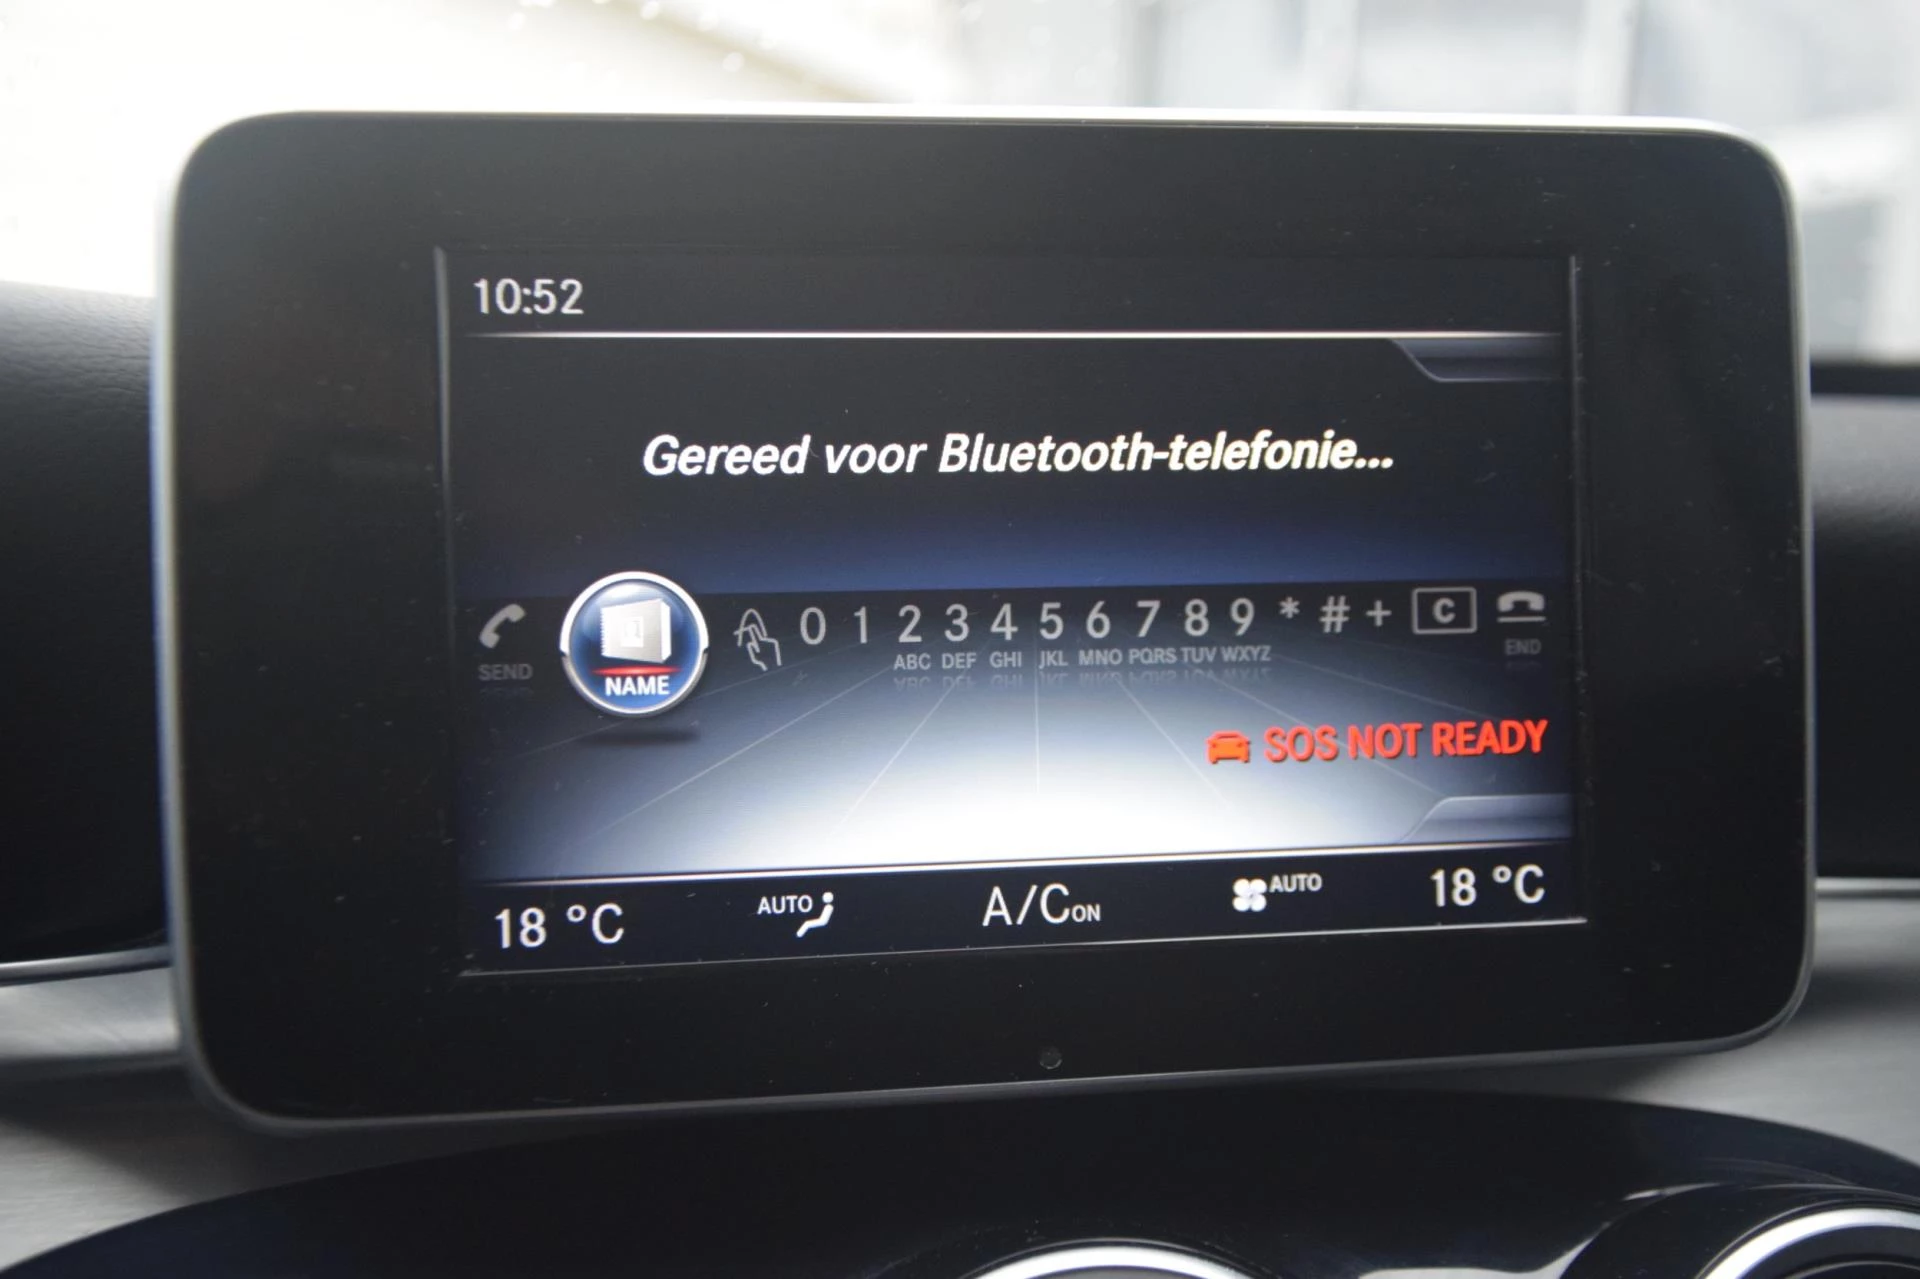 10:52
Gereed voor Bluetooth-telefonie...
SEND
NAME
0 1 2 3 4 5 6 7 8 9 * # + C
ABC DEF GHI JKL MNO PQRS TUV WXYZ
END
SOS NOT READY
18 °C AUTO A/C ON AUTO 18 °C